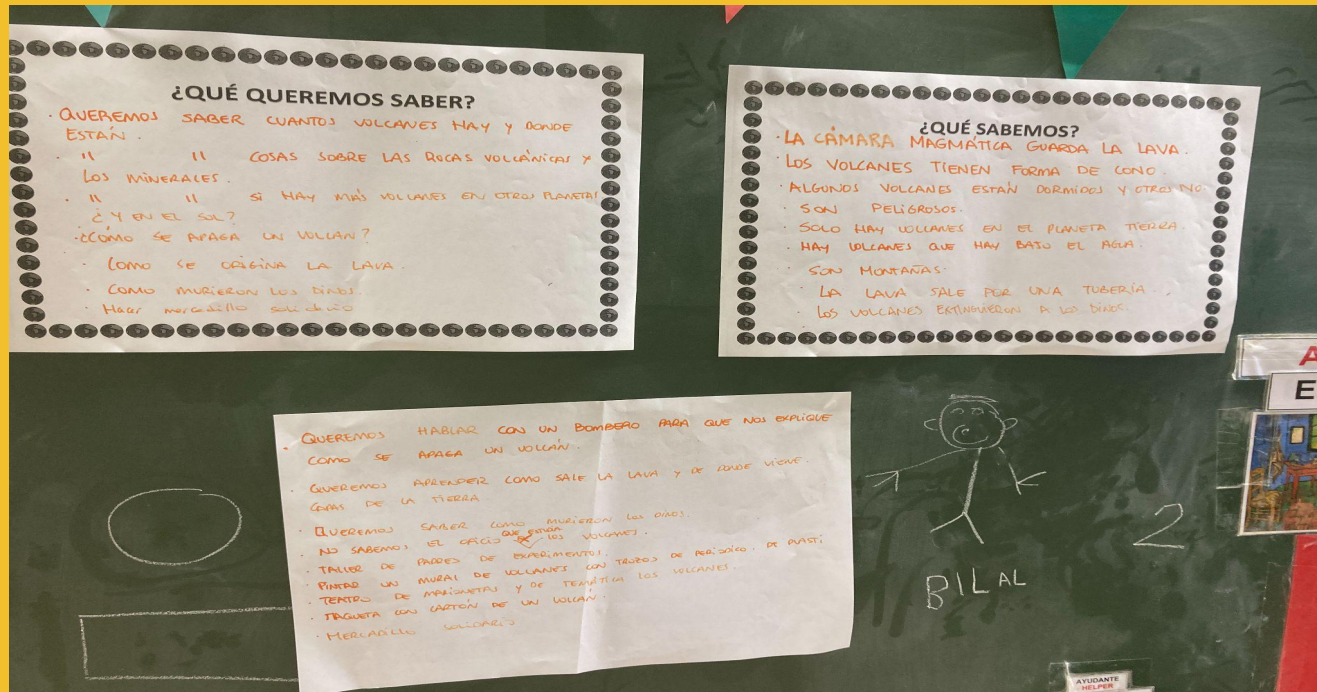 ¿QUÉ QUEREMOS SABER?
· QUEREMOS SABER CUANTOS VOLCANES HAY Y DONDE
ESTÁN.
· " " COSAS SOBRE LAS ROCAS VOLCÁNICAS Y
LOS MINERALES.
· " " SI HAY MÁS VOLCANES EN OTROS PLANETAS
¿Y EN EL SOL?
· ¿CÓMO SE APAGA UN VOLCAN?
· COMO SE ORIGINA LA LAVA.
· COMO MURIERON LOS DINOS.
· Hacer mercadillo solidario
¿QUÉ SABEMOS?
· LA CÁMARA MAGMÁTICA GUARDA LA LAVA.
LOS VOLCANES TIENEN FORMA DE CONO.
· ALGUNOS VOLCANES ESTÁN DORMIDOS Y OTROS NO
· SON PELIGROSOS.
· SOLO HAY VOLCANES EN EL PLANETA TIERRA.
· HAY VOLCANES QUE HAY BAJO EL AGUA.
· SON MONTAÑAS.
· LA LAVA SALE POR UNA TUBERÍA.
· LOS VOLCANES EXTINGUIERON A LOS DINOS.
· QUEREMOS HABLAR CON UN BOMBERO PARA QUE NOS EXPLIQUE
COMO SE APAGA UN VOLCÁN.
· QUEREMOS APRENDER COMO SALE LA LAVA Y DE DONDE VIENE.
CAPAS DE LA TIERRA
· QUEREMOS SABER COMO MURIERON LOS DINOS.
· NO SABEMOS EL OFICIO QUE LOS VOLCANES.
· TALLER DE PADRES DE EXPERIMENTOS.
· PINTAR UN MURAL DE VOLCANES CON TROZOS DE PERIÓDICO, DE PLASTI
· TEATRO DE MARIONETAS Y DE TEMÁTICA LOS VOLCANES.
· MAQUETA CON CARTÓN DE UN VOLCÁN.
· MERCADILLO SOLIDARIO
2
BILAL
A
E
AYUDANTE
HELPER